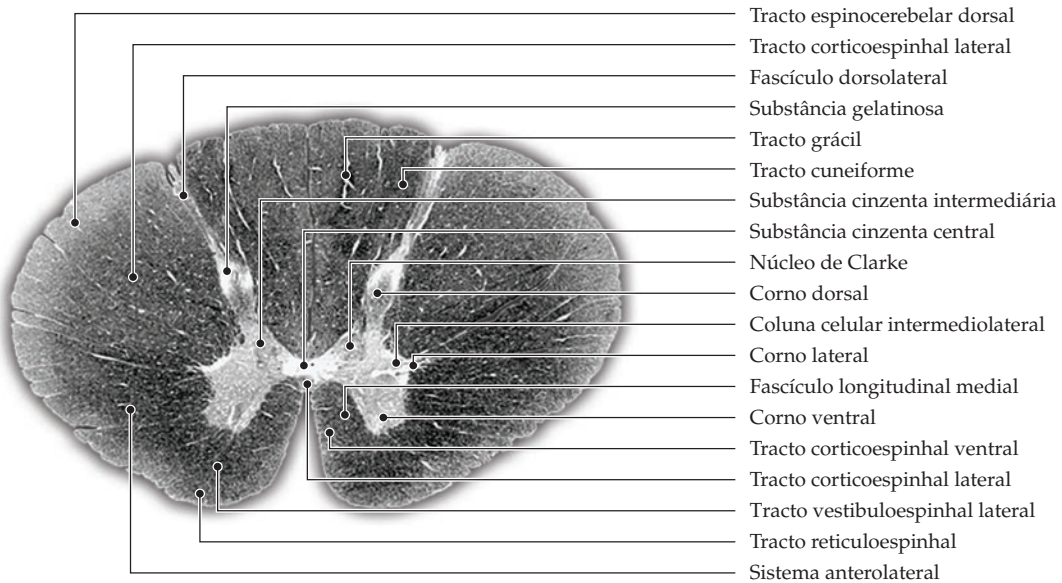 Tracto espinocerebelar dorsal
Tracto corticoespinhal lateral
Fascículo dorsolateral
Substância gelatinosa
Tracto grácil
Tracto cuneiforme
Substância cinzenta intermediária
Substância cinzenta central
Núcleo de Clarke
Corno dorsal
Coluna celular intermediolateral
Corno lateral
Fascículo longitudinal medial
Corno ventral
Tracto corticoespinhal ventral
Tracto corticoespinhal lateral
Tracto vestibuloespinhal lateral
Tracto reticuloespinhal
Sistema anterolateral